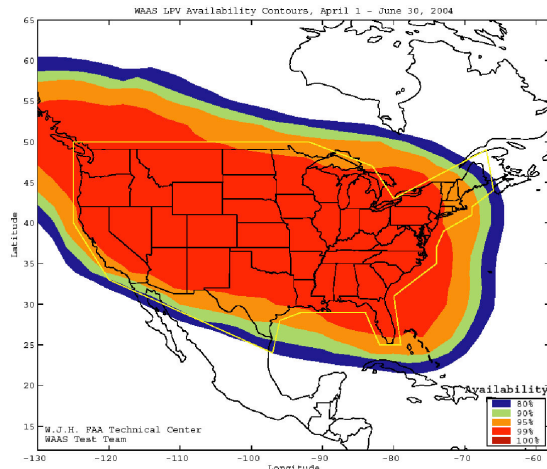 WAAS LPV Availability Contours, April 1 - June 30, 2004
65
60
55
50
45
40
35
30
25
20
15
Latitude
W.J.H. FAA Technical Center
WAAS Test Team
Availability
80%
90%
95%
99%
100%
-130 -120 -110 -100 -90 -80 -70 -60
Longitude